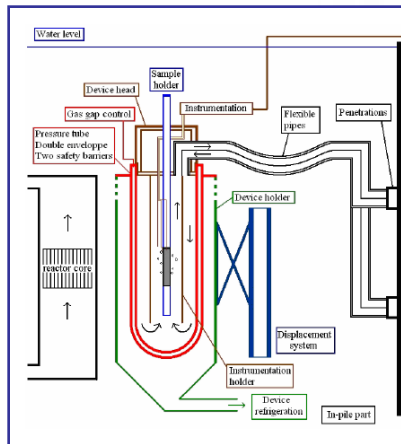 Water level
Sample
holder
Device head
Instrumentation
Gas gap control
Pressure tube
Double enveloppe
Two safety barriers
Flexible
pipes
Penetrations
Device holder
reactor core
Displacement
system
Instrumentation
holder
Device
refrigeration
In-pile part